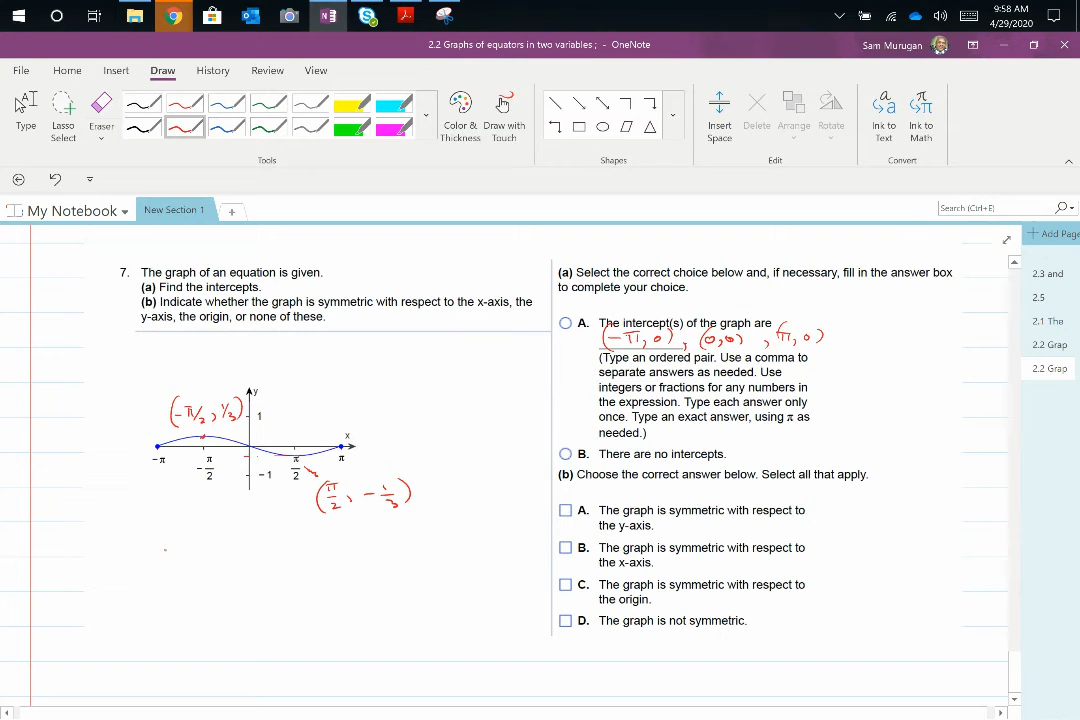 9:58 AM
4/29/2020
2.2 Graphs of equators in two variables ; - OneNote
Sam Murugan
File Home Insert Draw History Review View
Type
Lasso Select
Eraser
Tools
Color & Thickness
Draw with Touch
Shapes
Insert Space
Delete
Arrange
Rotate
Edit
Ink to Text
Ink to Math
Convert
My Notebook
New Section 1
Search (Ctrl+E)
Add Page
2.3 and
2.5
2.1 The
2.2 Grap
2.2 Grap
7. The graph of an equation is given.
(a) Find the intercepts.
(b) Indicate whether the graph is symmetric with respect to the x-axis, the
y-axis, the origin, or none of these.
y
(-π/2, 1/3)
1
x
-π
-π/2
-1
π/2
π
(π/2, -1/3)
(a) Select the correct choice below and, if necessary, fill in the answer box
to complete your choice.
A. The intercept(s) of the graph are
(-π, 0), (0,0), (π, 0)
(Type an ordered pair. Use a comma to
separate answers as needed. Use
integers or fractions for any numbers in
the expression. Type each answer only
once. Type an exact answer, using π as
needed.)
B. There are no intercepts.
(b) Choose the correct answer below. Select all that apply.
A. The graph is symmetric with respect to
the y-axis.
B. The graph is symmetric with respect to
the x-axis.
C. The graph is symmetric with respect to
the origin.
D. The graph is not symmetric.